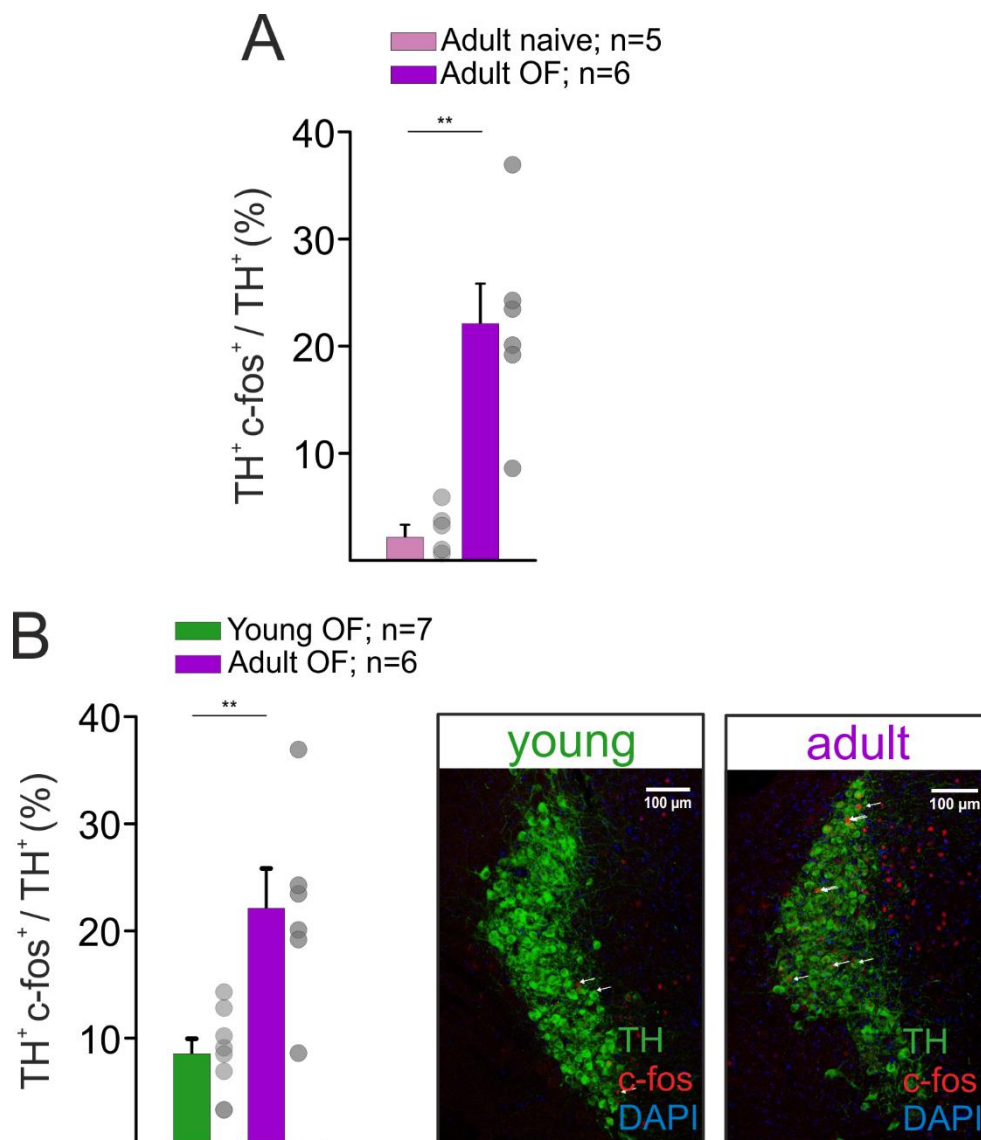 A
Adult naive; n=5
Adult OF; n=6
**
40
30
20
10
TH⁺ c-fos⁺ / TH⁺ (%)
B
Young OF; n=7
Adult OF; n=6
**
40
30
20
10
TH⁺ c-fos⁺ / TH⁺ (%)
young
100 µm
TH
c-fos
DAPI
adult
100 µm
TH
c-fos
DAPI